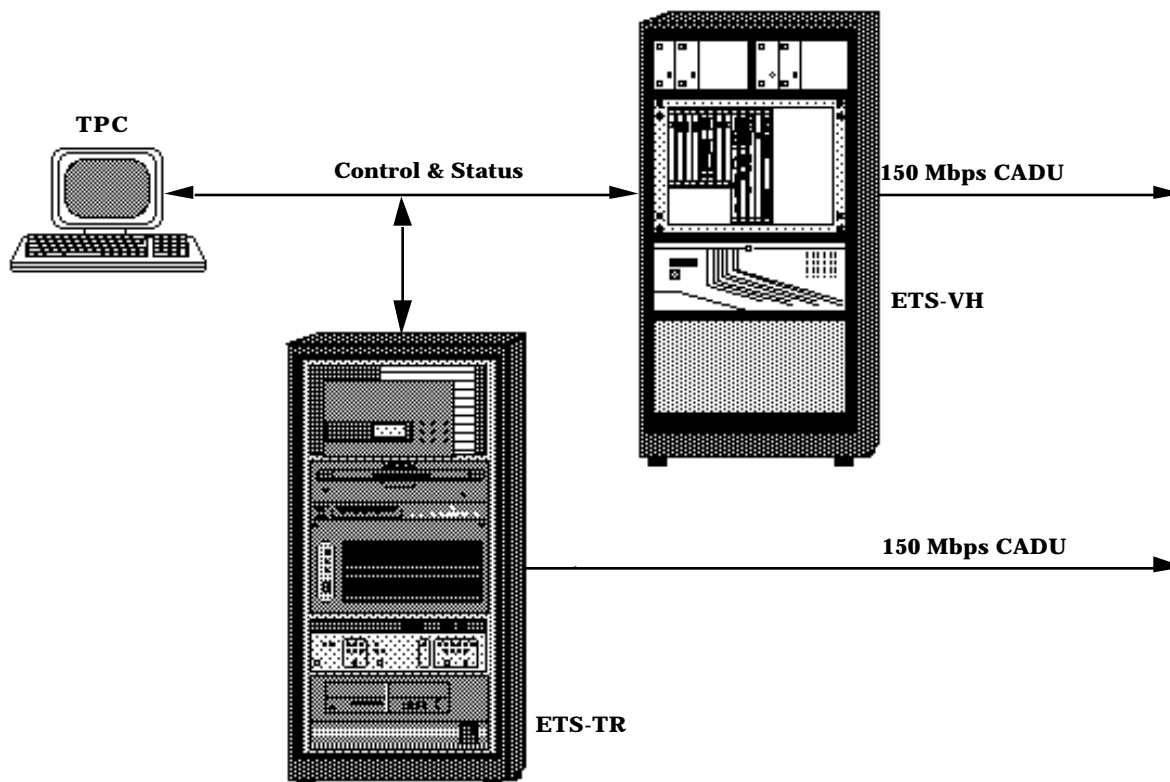 TPC
Control & Status
150 Mbps CADU
ETS-VH
150 Mbps CADU
ETS-TR